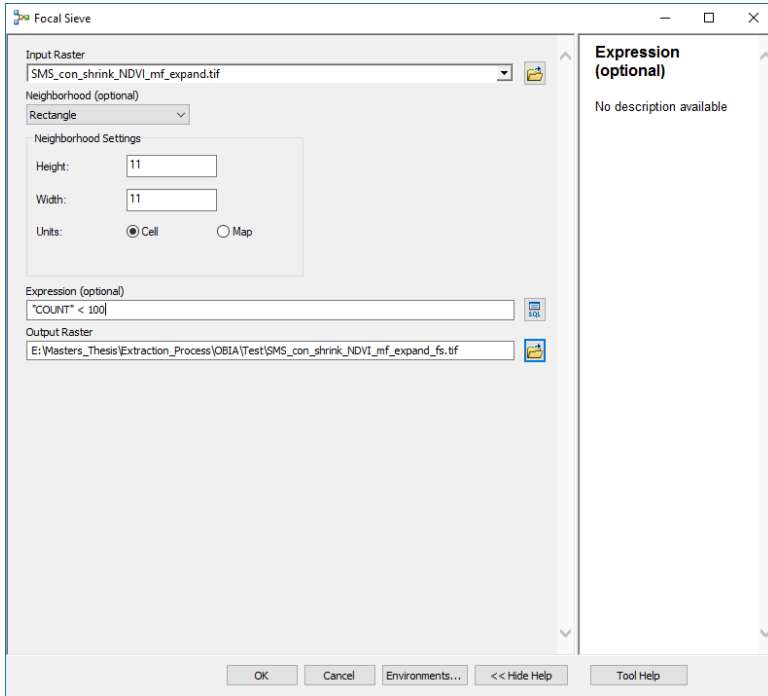 Focal Sieve
Input Raster
SMS_con_shrink_NDVI_mf_expand.tif
Neighborhood (optional)
Rectangle
Neighborhood Settings
Height:
11
Width:
11
Units:
Cell
Map
Expression (optional)
"COUNT" < 100
SQL
Output Raster
E:\Masters_Thesis\Extraction_Process\OBIA\Test\SMS_con_shrink_NDVI_mf_expand_fs.tif
OK
Cancel
Environments...
<< Hide Help
Expression
(optional)
No description available
Tool Help